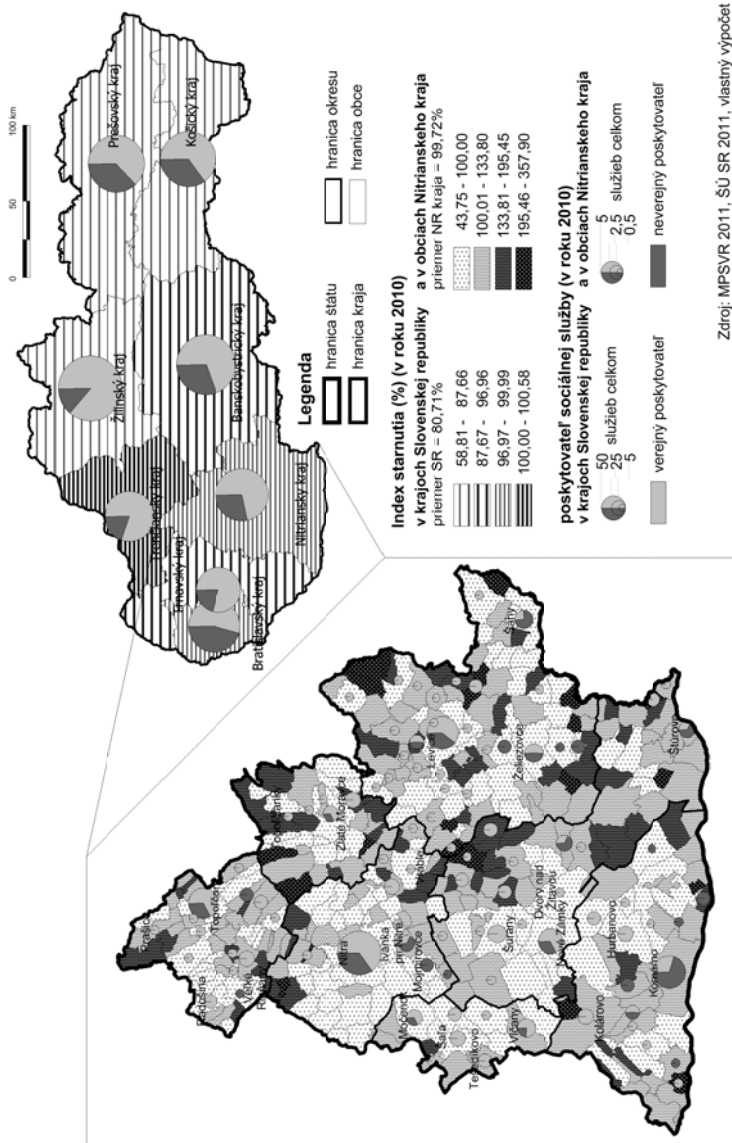 0 50 100 km
Prešovský kraj
Košický kraj
Žilinský kraj
Banskobystrický kraj
Trenčiansky kraj
Nitriansky kraj
Trnavský kraj
Bratislavský kraj
Legenda
hranica štátu
hranica kraja
hranica okresu
hranica obce
Index starnutia (%) (v roku 2010)
v krajoch Slovenskej republiky
priemer SR = 80,71%
58,81 - 87,66
87,67 - 96,96
96,97 - 99,99
100,00 - 100,58
a v obciach Nitrianskeho kraja
priemer NR kraja = 99,72%
43,75 - 100,00
100,01 - 133,80
133,81 - 195,45
195,46 - 357,90
poskytovateľ sociálnej služby (v roku 2010)
v krajoch Slovenskej republiky
50
25
5
služieb celkom
a v obciach Nitrianskeho kraja
5
2,5
0,5
služieb celkom
verejný poskytovateľ
neverejný poskytovateľ
Topoľčany
Zlaté Moravce
Nitra
Ivanka
pri Nitre
Mojmírovce
Močenok
Šaľa
Tešedíkovo
Vlčany
Šurany
Dvory nad
Žitavou
Nové Zámky
Levice
Želiezovce
Šahy
Štúrovo
Hurbanovo
Kolárovo
Komárno
Zdroj: MPSVR 2011, ŠÚ SR 2011, vlastný výpočet